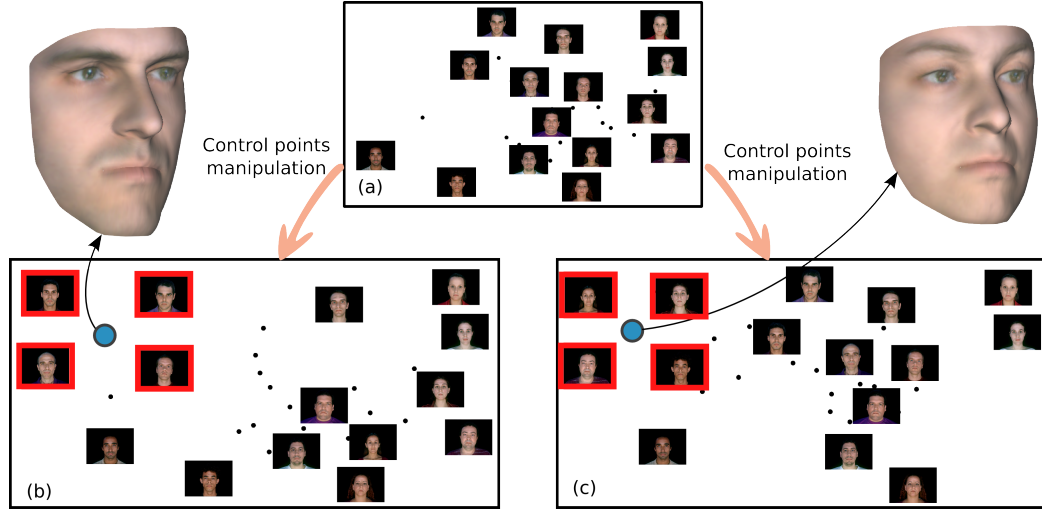 Control points
manipulation
(a)
Control points
manipulation
(b)
(c)